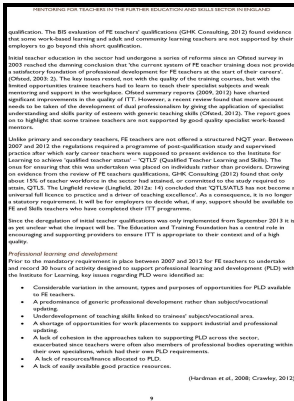 MENTORING FOR TEACHERS IN THE FURTHER EDUCATION AND SKILLS SECTOR IN ENGLAND
qualification. The BIS evaluation of FE teachers' qualifications (GHK Consulting, 2012) found evidence
that some work-based learning and adult and community learning teachers are not supported by their
employers to go beyond this short qualification.
Initial teacher education in the sector had undergone a series of reforms since an Ofsted survey in
2003 reached the damning conclusion that 'the current system of FE teacher training does not provide
a satisfactory foundation of professional development for FE teachers at the start of their careers'.
(Ofsted, 2003: 2). The key issues rested, not with the quality of the training courses, but with the
limited opportunities trainee teachers had to learn to teach their specialist subjects and weak
mentoring and support in the workplace. Ofsted summary reports (2009, 2012) have charted
significant improvements in the quality of ITT. However, a recent review found that more account
needs to be taken of the development of dual professionalism by giving the application of specialist
understanding and skills parity of esteem with generic teaching skills (Ofsted, 2012). The report goes
on to highlight that some trainee teachers are not supported by good quality specialist work-based
mentors.
Unlike primary and secondary teachers, FE teachers are not offered a structured NQT year. Between
2007 and 2012 the regulations required a programme of post-qualification study and supervised
practice after which early career teachers were supposed to present evidence to the Institute for
Learning to achieve 'qualified teacher status' – 'QTLS' (Qualified Teacher Learning and Skills). The
onus for ensuring that this was undertaken was placed on individuals rather than providers. Drawing
on evidence from the review of FE teachers qualifications, GHK Consulting (2012) found that only
about 15% of teacher workforce in the sector had attained, or committed to the study required to
attain, QTLS. The Lingfield review (Lingfield, 2012a: 14) concluded that 'QTLS/ATLS has not become a
universal full licence to practice and a driver of teaching excellence'. As a consequence, it is no longer
a statutory requirement. It will be for employers to decide what, if any, support should be available to
FE and Skills teachers who have completed their ITT programme.
Since the deregulation of initial teacher qualifications was only implemented from September 2013 it is
as yet unclear what the impact will be. The Education and Training Foundation has a central role in
encouraging and supporting providers to ensure ITT is appropriate to their context and of a high
quality.
Professional learning and development
Prior to the mandatory requirement in place between 2007 and 2012 for FE teachers to undertake
and record 30 hours of activity designed to support professional learning and development (PLD) with
the Institute for Learning, key issues regarding PLD were identified as:
• Considerable variation in the amount, types and purposes of opportunities for PLD available
to FE teachers.
• A predominance of generic professional development rather than subject/vocational
updating.
• Underdevelopment of teaching skills linked to trainees' subject/vocational area.
• A shortage of opportunities for work placements to support industrial and professional
updating.
• A lack of cohesion in the approaches taken to supporting PLD across the sector,
exacerbated since teachers were often also members of professional bodies operating within
their own specialisms, which had their own PLD requirements.
• A lack of resources/finance allocated to PLD.
• A lack of easily available good practice resources.
(Hardman et al., 2008; Crawley, 2012)
9